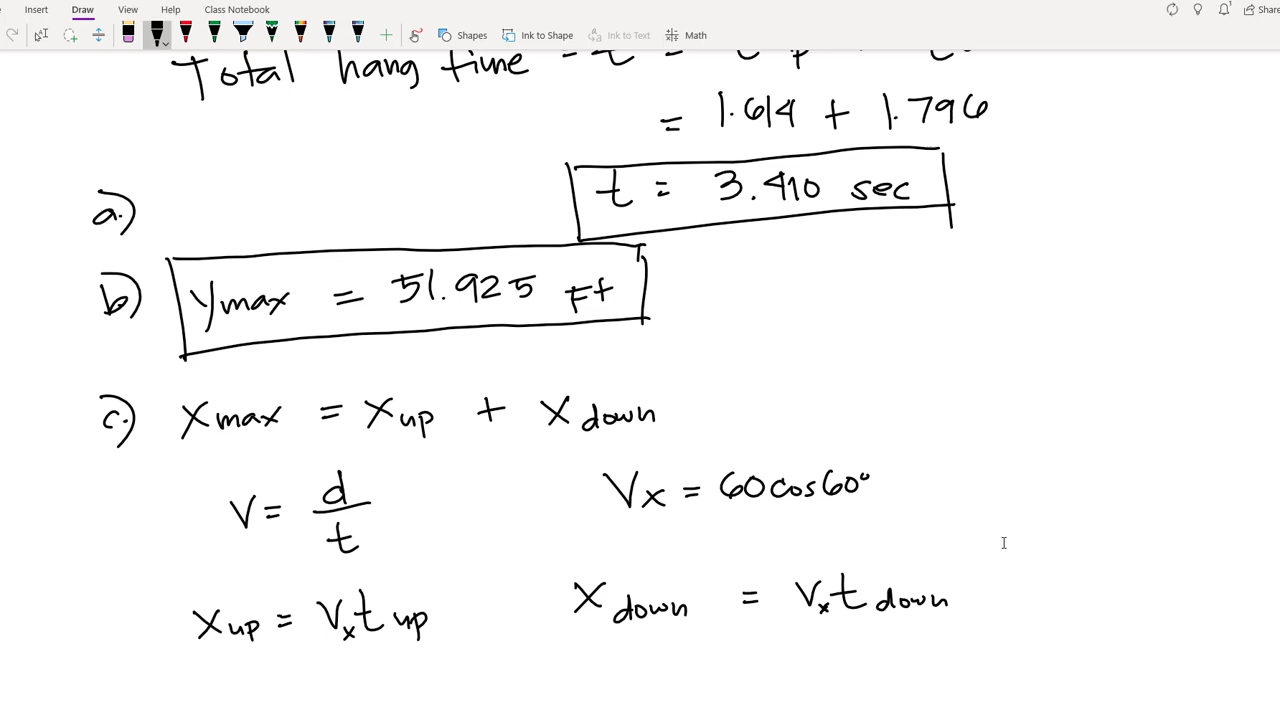 Insert Draw View Help Class Notebook Share
Shapes Ink to Shape Ink to Text Math
Total hang time = t =
= 1.614 + 1.796
a.) t = 3.410 sec
b.) ymax = 51.925 Ft
c.) Xmax = Xup + Xdown
V = d/t Vx = 60cos60°
Xup = Vxtup Xdown = Vxtdown